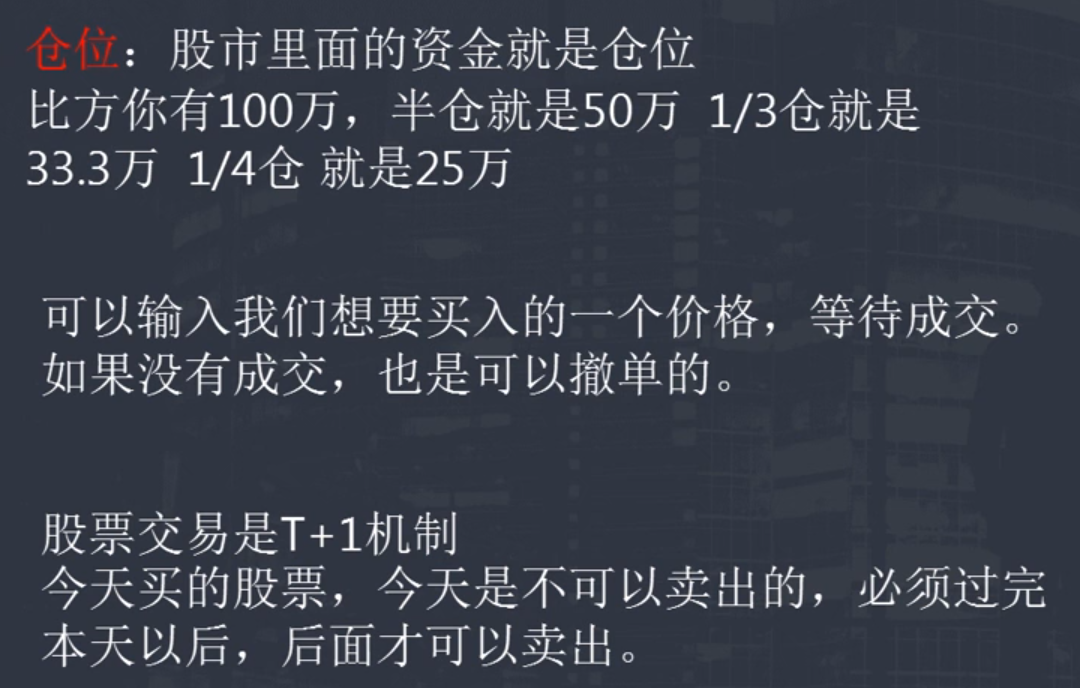 仓位：股市里面的资金就是仓位
比方你有100万，半仓就是50万 1/3仓就是
33.3万 1/4仓 就是25万
可以输入我们想要买入的一个价格，等待成交。
如果没有成交，也是可以撤单的。
股票交易是T+1机制
今天买的股票，今天是不可以卖出的，必须过完
本天以后，后面才可以卖出。